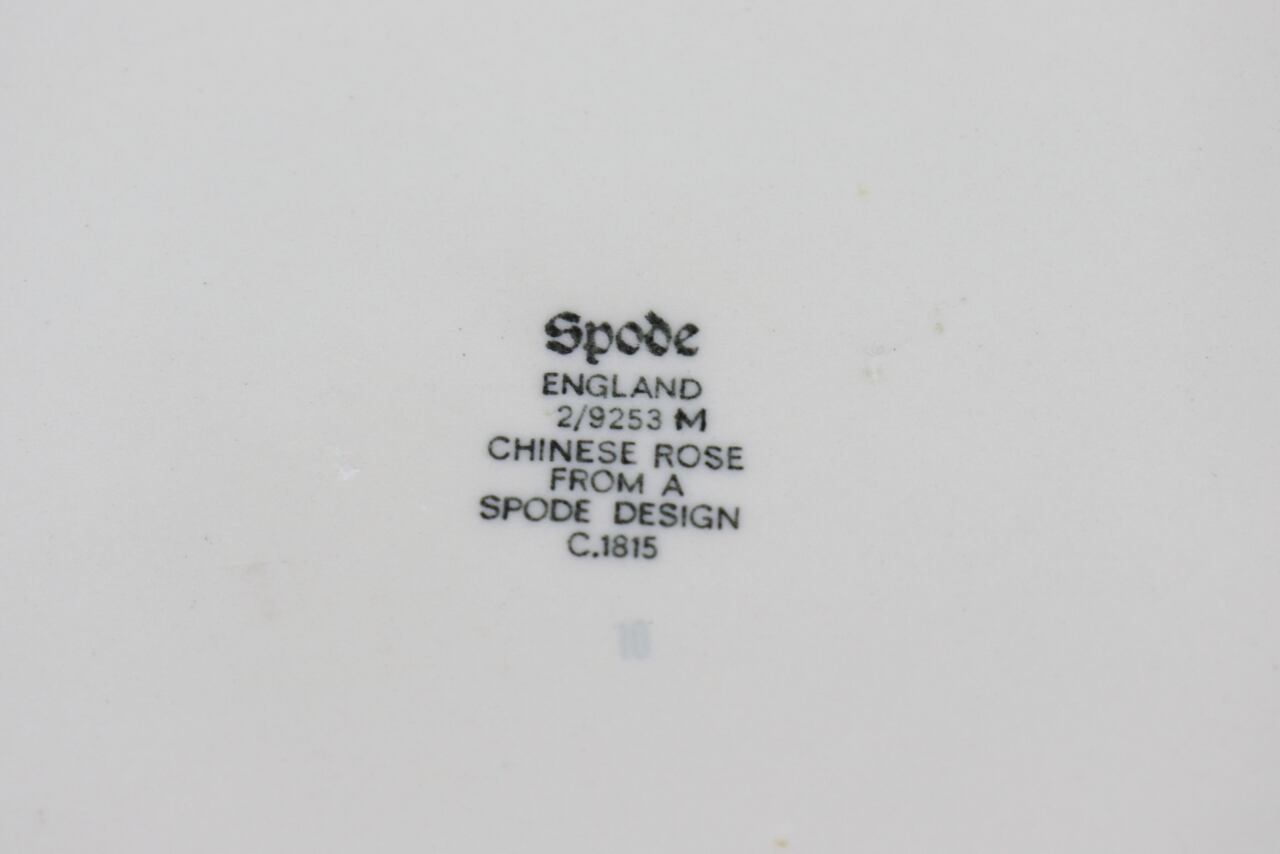 Spode
ENGLAND
2/9253 M
CHINESE ROSE
FROM A
SPODE DESIGN
C.1815
10